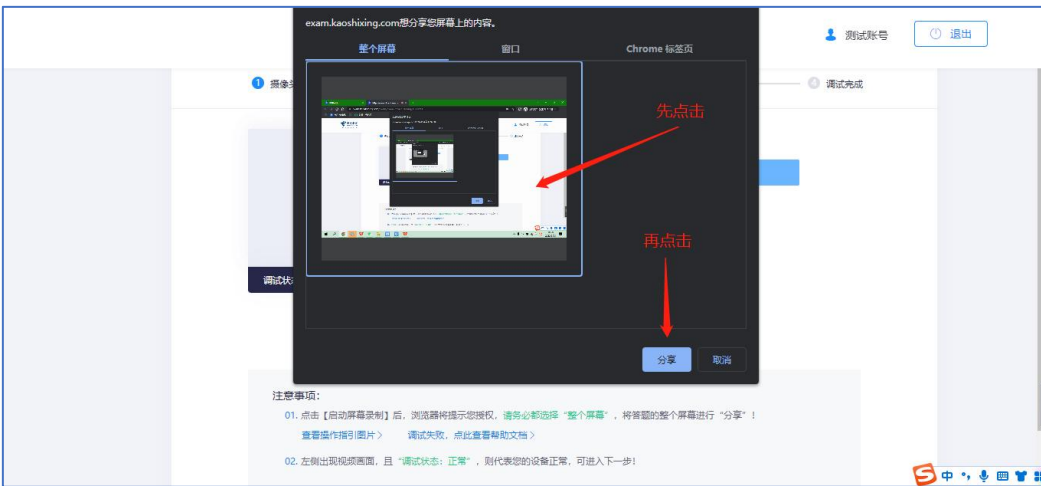 exam.kaoshixing.com想分享您屏幕上的内容。
整个屏幕 窗口 Chrome 标签页
测试账号 退出
1 摄像头
4 调试完成
先点击
再点击
调试状态
分享 取消
注意事项：
01. 点击【启动屏幕录制】后，浏览器将提示您授权，请务必都选择“整个屏幕”，将答题的整个屏幕进行“分享”！
查看操作指引图片〉 调试失败，点此查看帮助文档〉
02. 左侧出现视频画面，且“调试状态：正常”，则代表您的设备正常，可进入下一步！
中